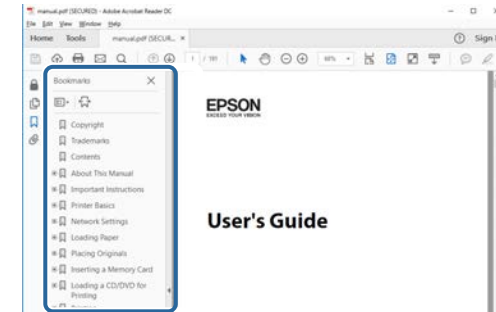 manual.pdf (SECURED) - Adobe Acrobat Reader DC
File Edit View Window Help
Home Tools manual.pdf (SECUR... × Sign
1 / 191
Bookmarks ×
Copyright
Trademarks
Contents
About This Manual
Important Instructions
Printer Basics
Network Settings
Loading Paper
Placing Originals
Inserting a Memory Card
Loading a CD/DVD for
Printing
EPSON
EXCEED YOUR VISION
User's Guide